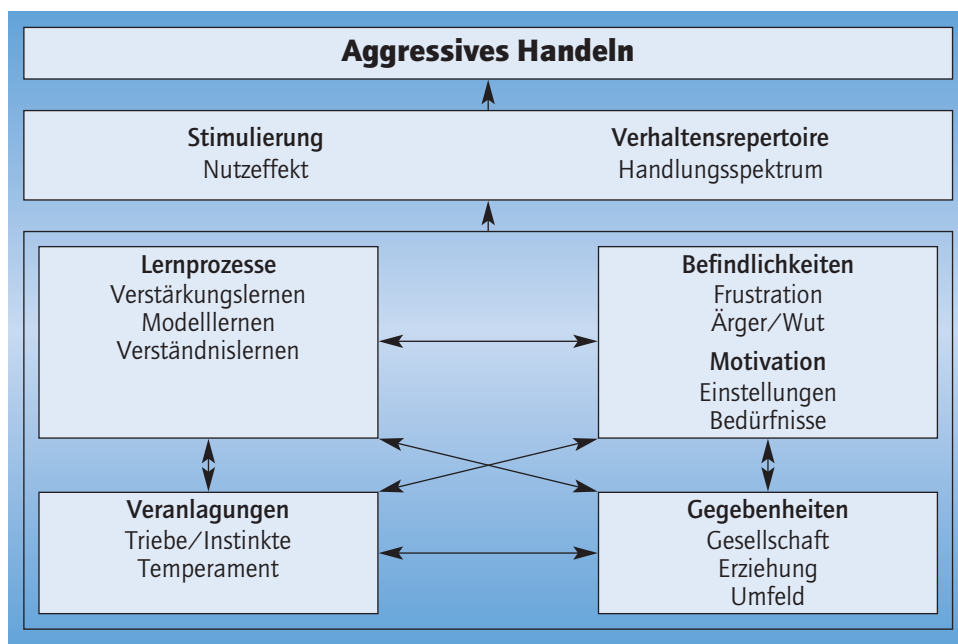 Aggressives Handeln
Stimulierung
Nutzeffekt
Verhaltensrepertoire
Handlungsspektrum
Lernprozesse
Verstärkungslernen
Modelllernen
Verständnislernen
Befindlichkeiten
Frustration
Ärger/Wut
Motivation
Einstellungen
Bedürfnisse
Veranlagungen
Triebe/Instinkte
Temperament
Gegebenheiten
Gesellschaft
Erziehung
Umfeld